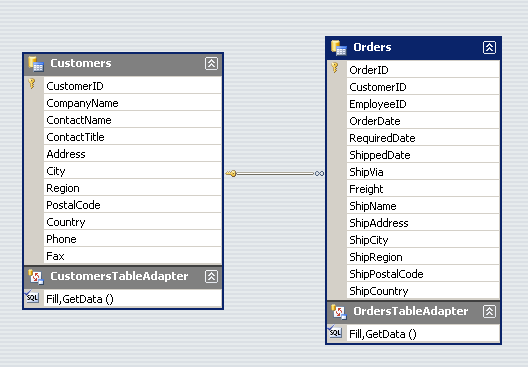 Customers
CustomerID
CompanyName
ContactName
ContactTitle
Address
City
Region
PostalCode
Country
Phone
Fax
CustomersTableAdapter
SQL Fill,GetData ()
Orders
OrderID
CustomerID
EmployeeID
OrderDate
RequiredDate
ShippedDate
ShipVia
Freight
ShipName
ShipAddress
ShipCity
ShipRegion
ShipPostalCode
ShipCountry
OrdersTableAdapter
SQL Fill,GetData ()